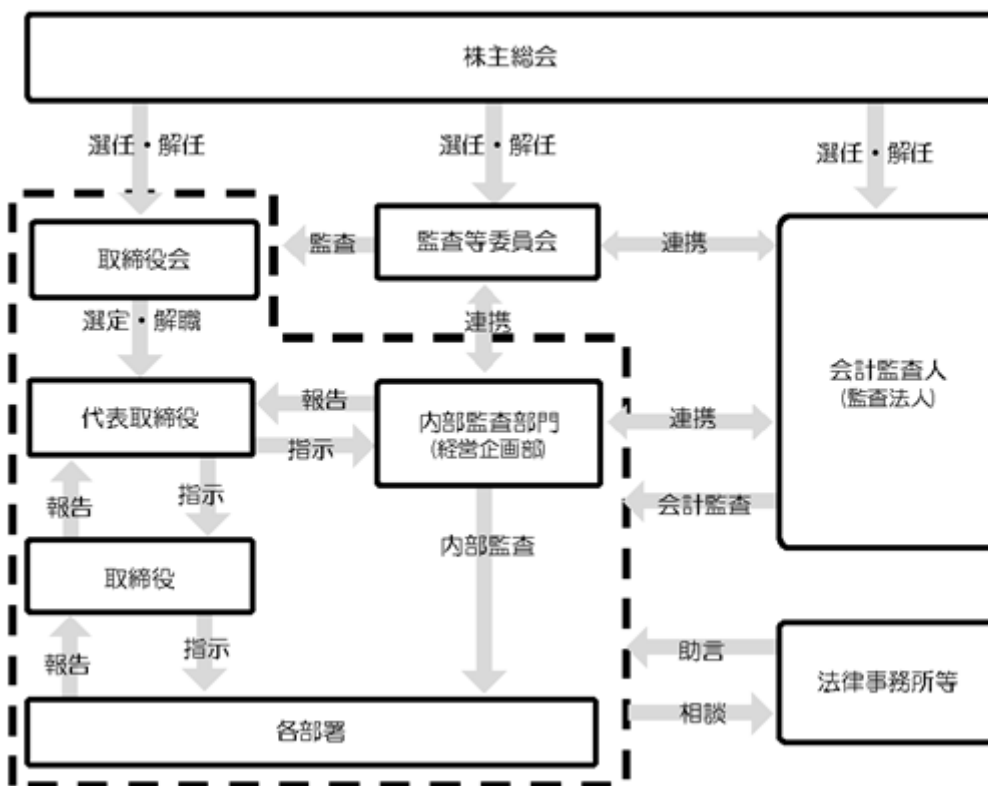 株主総会
選任・解任
選任・解任
選任・解任
取締役会
監査
監査等委員会
連携
選定・解職
連携
会計監査人
(監査法人)
代表取締役
報告
指示
内部監査部門
(経営企画部)
連携
報告
指示
会計監査
内部監査
取締役
報告
指示
助言
法律事務所等
相談
各部署